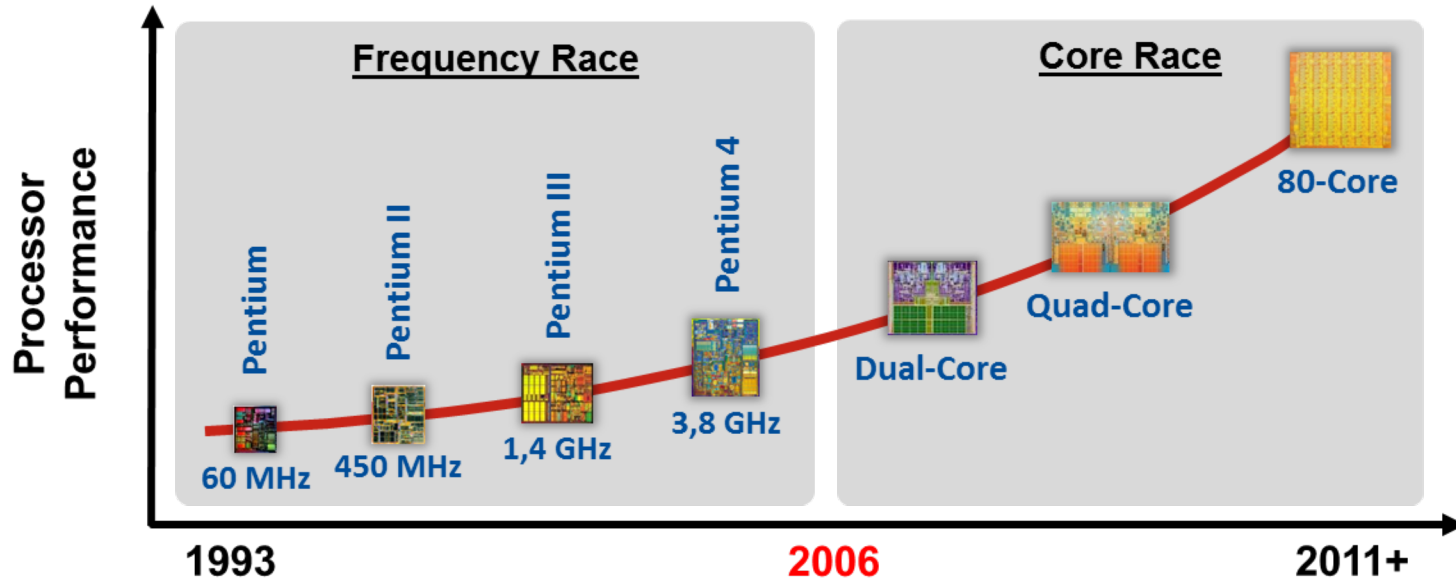 Processor
Performance
Frequency Race
Core Race
Pentium
Pentium II
Pentium III
Pentium 4
60 MHz
450 MHz
1,4 GHz
3,8 GHz
Dual-Core
Quad-Core
80-Core
1993
2006
2011+